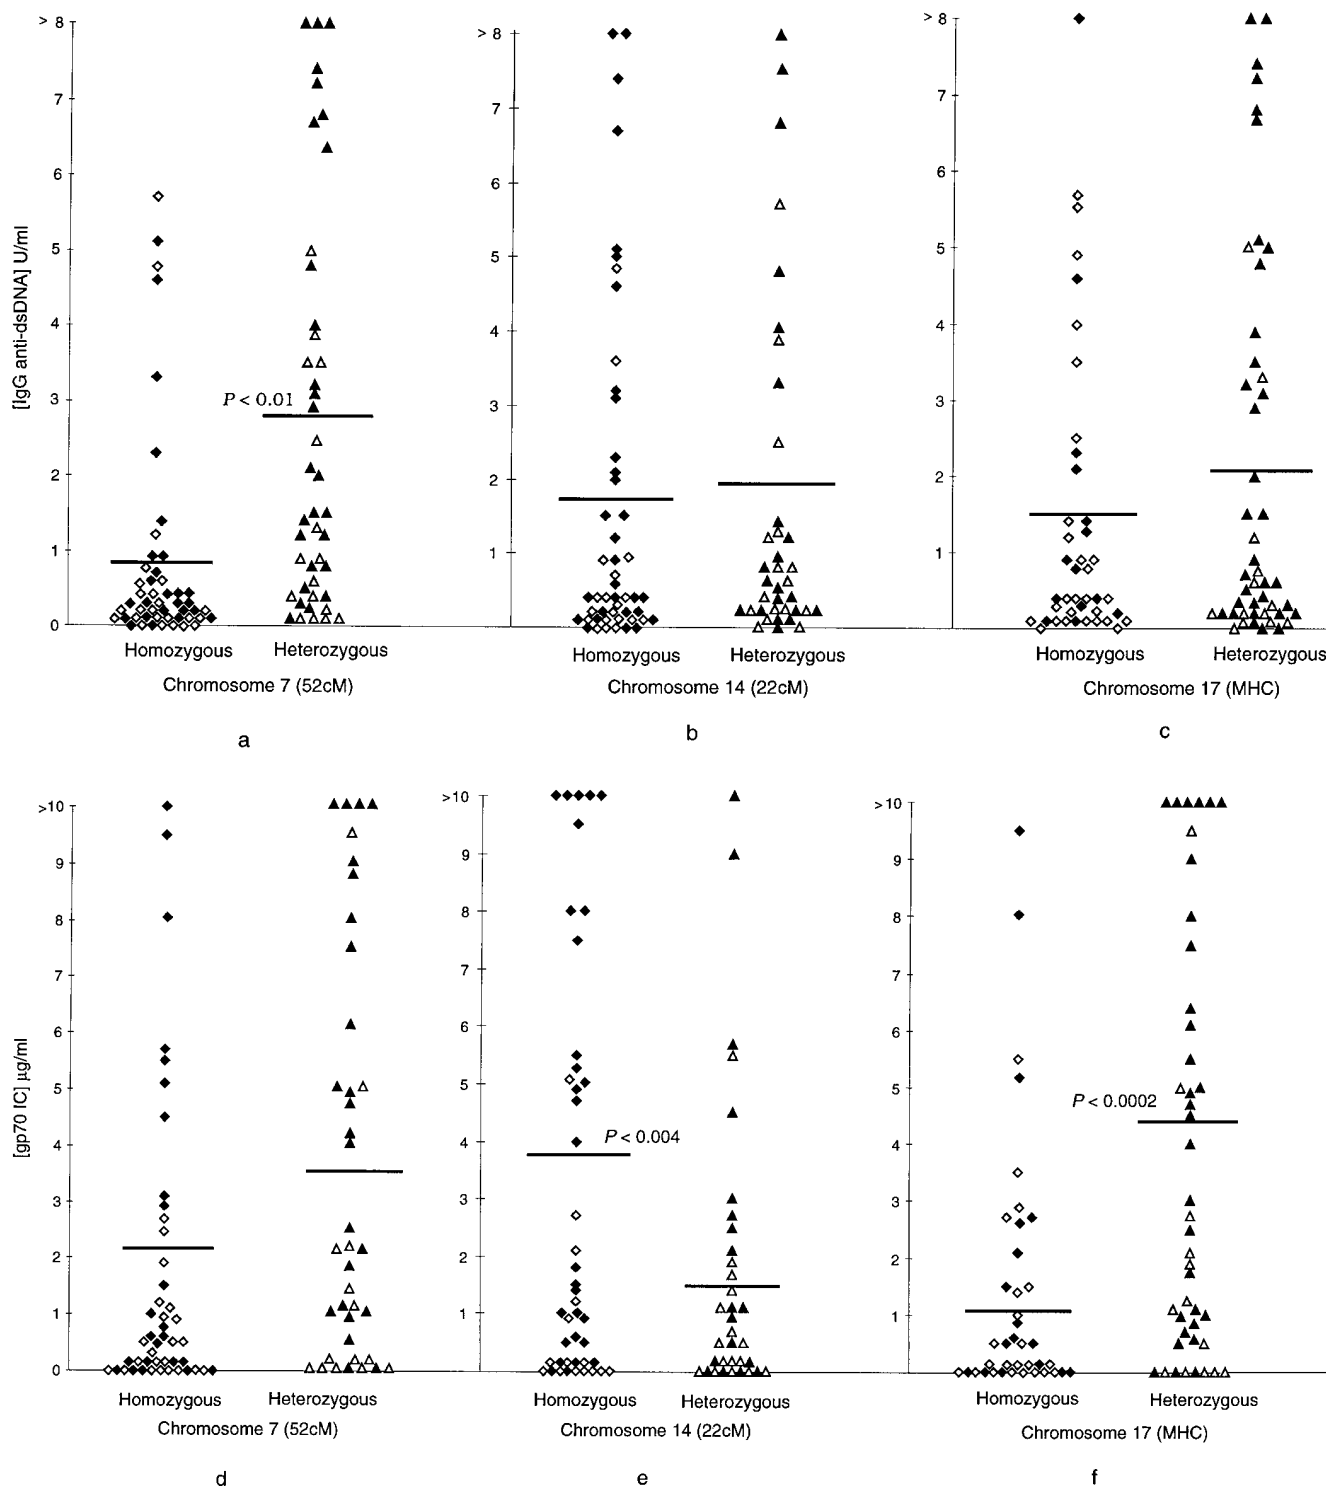 > 8
7
6
5
4
3
2
1
0
[IgG anti-dsDNA] U/ml
P < 0.01
Homozygous Heterozygous
Chromosome 7 (52cM)
a
> 8
7
6
5
4
3
2
1
Homozygous Heterozygous
Chromosome 14 (22cM)
b
> 8
7
6
5
4
3
2
1
Homozygous Heterozygous
Chromosome 17 (MHC)
c
>10
9
8
7
6
5
4
3
2
1
0
[gp70 IC] µg/ml
Homozygous Heterozygous
Chromosome 7 (52cM)
d
>10
9
8
7
6
5
4
3
2
1
P < 0.004
Homozygous Heterozygous
Chromosome 14 (22cM)
e
>10
9
8
7
6
5
4
3
2
1
P < 0.0002
Homozygous Heterozygous
Chromosome 17 (MHC)
f